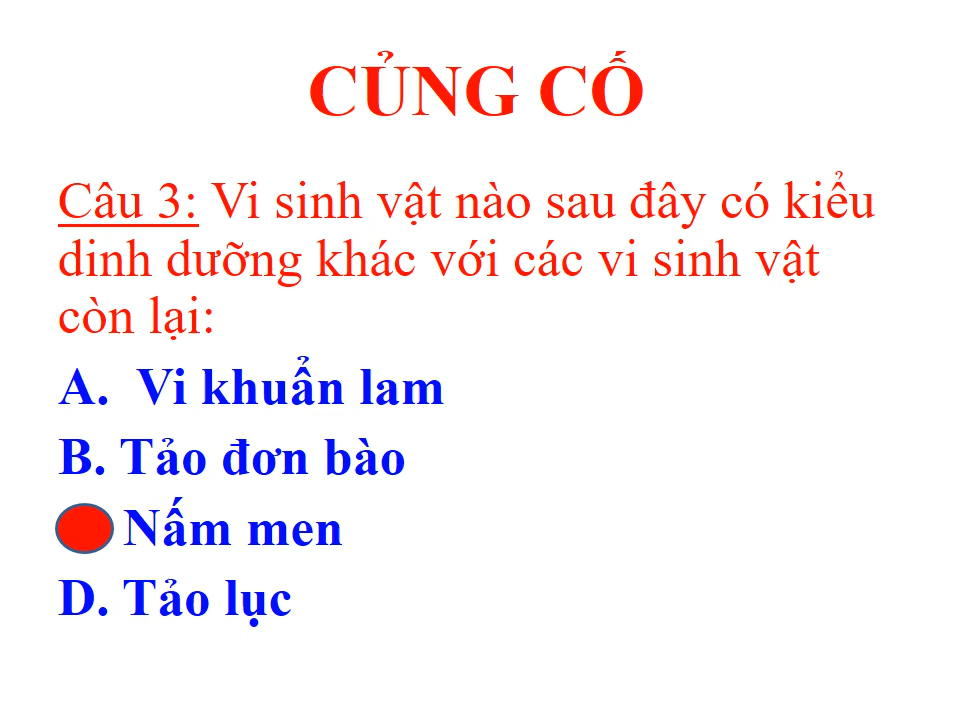 CỦNG CỐ
Câu 3: Vi sinh vật nào sau đây có kiểu
dinh dưỡng khác với các vi sinh vật
còn lại:
A. Vi khuẩn lam
B. Tảo đơn bào
Nấm men
D. Tảo lục